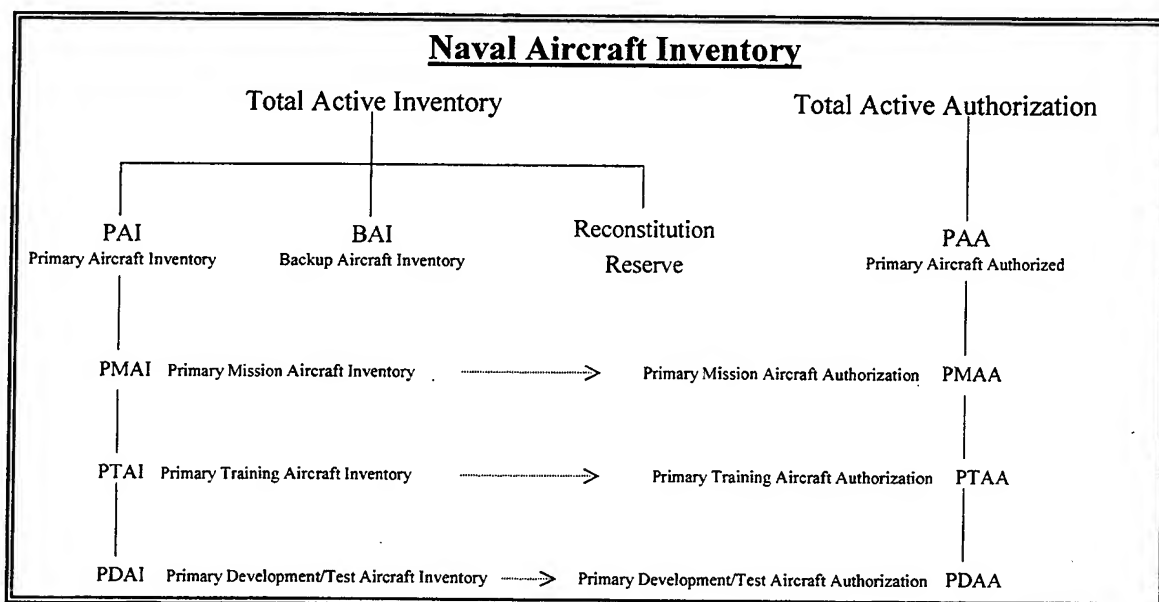 Naval Aircraft Inventory
Total Active Inventory Total Active Authorization
PAI BAI Reconstitution Reserve PAA
Primary Aircraft Inventory Backup Aircraft Inventory Primary Aircraft Authorized
PMAI Primary Mission Aircraft Inventory Primary Mission Aircraft Authorization PMAA
PTAI Primary Training Aircraft Inventory Primary Training Aircraft Authorization PTAA
PDAI Primary Development/Test Aircraft Inventory Primary Development/Test Aircraft Authorization PDAA